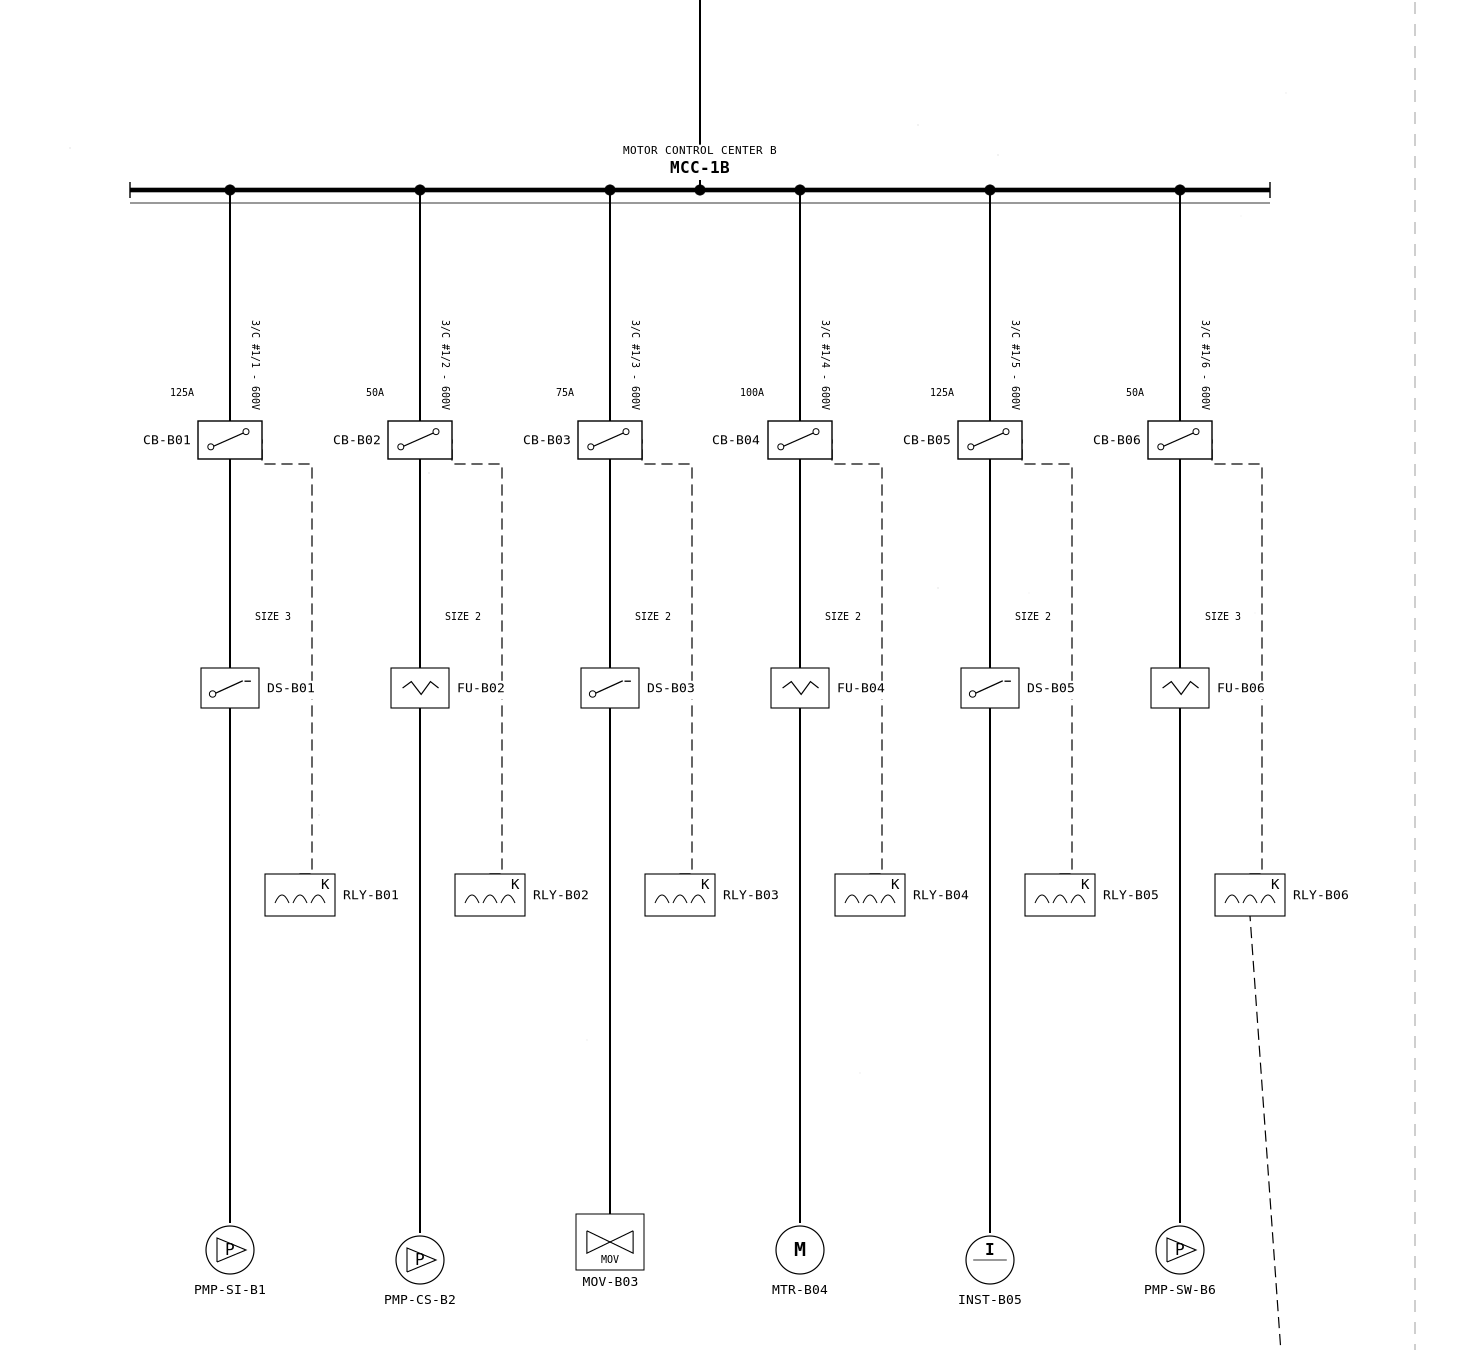 MOTOR CONTROL CENTER B
MCC-1B
3/C #1/1 - 600V
3/C #1/2 - 600V
3/C #1/3 - 600V
3/C #1/4 - 600V
3/C #1/5 - 600V
3/C #1/6 - 600V
125A
50A
75A
100A
125A
50A
CB-B01
CB-B02
CB-B03
CB-B04
CB-B05
CB-B06
SIZE 3
SIZE 2
SIZE 2
SIZE 2
SIZE 2
SIZE 3
DS-B01
FU-B02
DS-B03
FU-B04
DS-B05
FU-B06
K
K
K
K
K
K
RLY-B01
RLY-B02
RLY-B03
RLY-B04
RLY-B05
RLY-B06
P
P
MOV
M
I
P
PMP-SI-B1
PMP-CS-B2
MOV-B03
MTR-B04
INST-B05
PMP-SW-B6